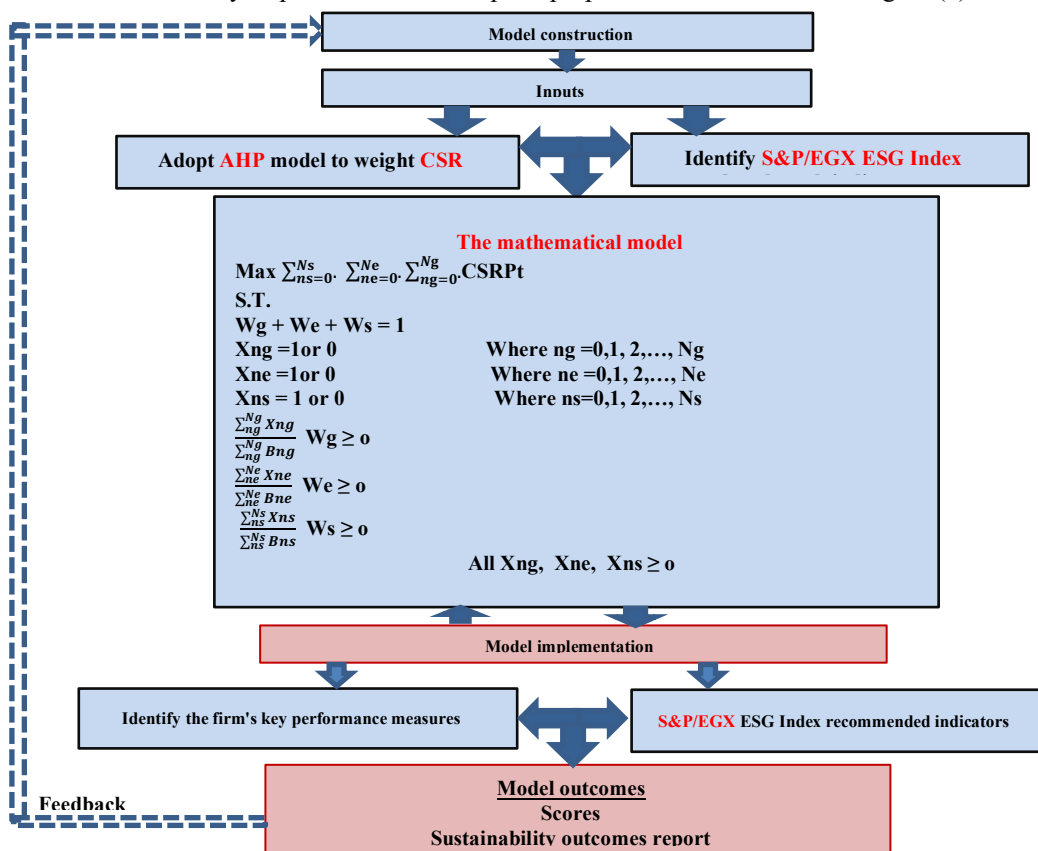 Model construction
Inputs
Adopt AHP model to weight CSR
Identify S&P/EGX ESG Index
The mathematical model
Max ∑_{ns=0}^{Ns}. ∑_{ne=0}^{Ne}. ∑_{ng=0}^{Ng}.CSRPt
S.T.
Wg + We + Ws = 1
Xng =1or 0 Where ng =0,1, 2,…, Ng
Xne =1or 0 Where ne =0,1, 2,…, Ne
Xns = 1 or 0 Where ns=0,1, 2,…, Ns
\frac{∑_{ng}^{Ng} Xng}{∑_{ng}^{Ng} Bng} Wg ≥ o
\frac{∑_{ne}^{Ne} Xne}{∑_{ne}^{Ne} Bne} We ≥ o
\frac{∑_{ns}^{Ns} Xns}{∑_{ns}^{Ns} Bns} Ws ≥ o
All Xng, Xne, Xns ≥ o
Model implementation
Identify the firm's key performance measures
S&P/EGX ESG Index recommended indicators
Feedback
Model outcomes
Scores
Sustainability outcomes report